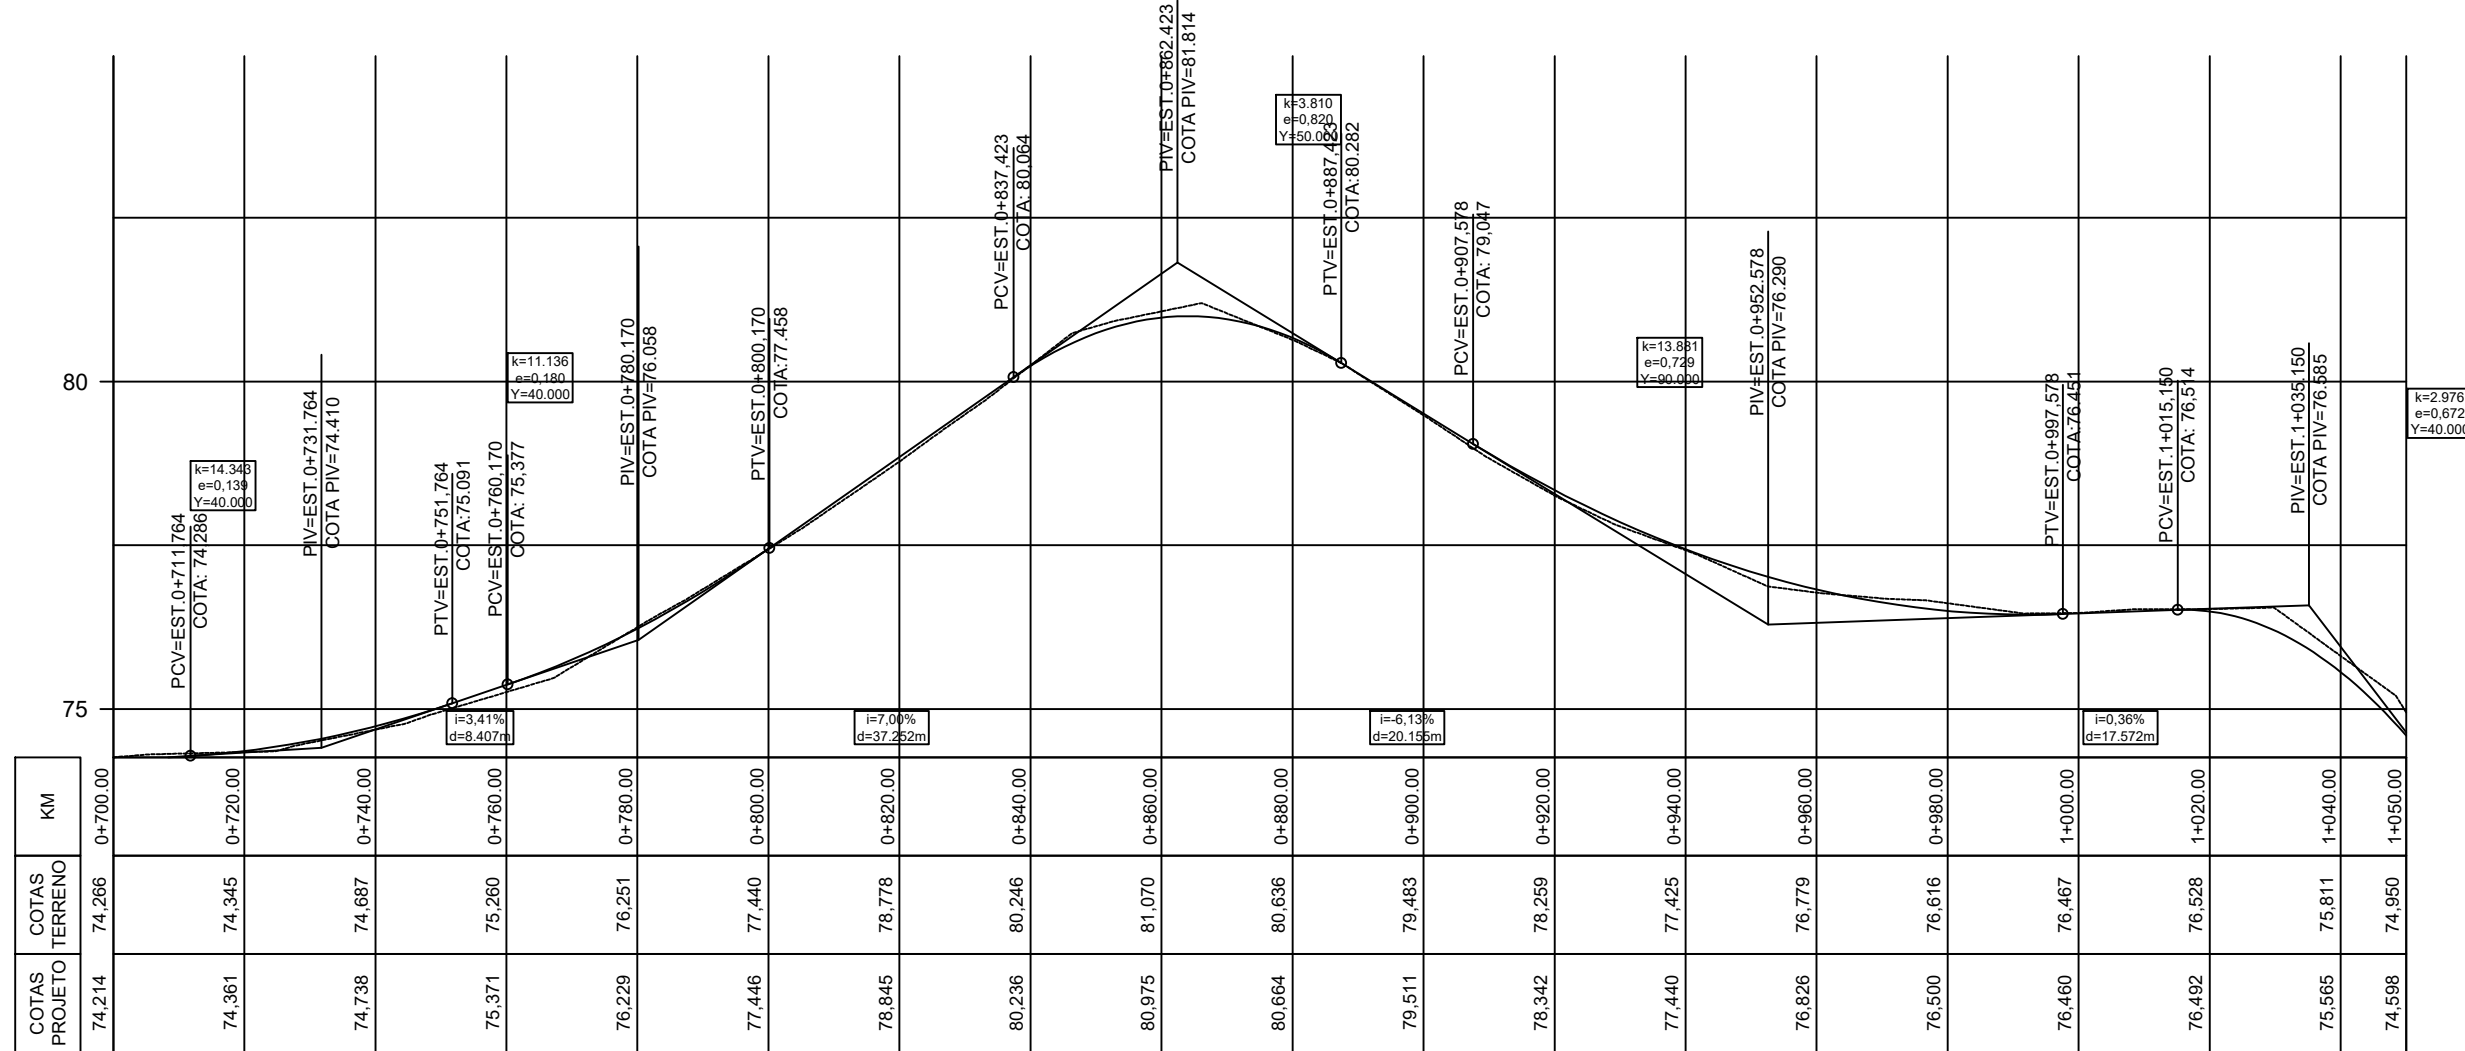 PIV=EST.0+862.423
COTA PIV=81.814
k=3.810
e=0,820
Y=50.000
PCV=EST.0+837,423
COTA: 80,064
PTV=EST.0+887,423
COTA:80.282
PCV=EST.0+907,578
COTA: 79,047
PIV=EST.0+952.578
COTA PIV=76.290
k=13.881
e=0,729
Y=90.000
PIV=EST.0+780.170
COTA PIV=76.058
PTV=EST.0+800,170
COTA:77.458
k=11.136
e=0,180
Y=40.000
80
PIV=EST.0+731.764
COTA PIV=74.410
PTV=EST.0+997,578
COTA:76.451
PCV=EST.1+015,150
COTA: 76,514
PIV=EST.1+035.150
COTA PIV=76.585
k=2.976
e=0,672
Y=40.000
k=14.343
e=0,139
Y=40.000
PCV=EST.0+711,764
COTA: 74,286
PTV=EST.0+751,764
COTA:75.091
PCV=EST.0+760,170
COTA: 75,377
75
i=3,41%
d=8.407m
i=7,00%
d=37.252m
i=-6,13%
d=20.155m
i=0,36%
d=17.572m
KM
0+700.00 0+720.00 0+740.00 0+760.00 0+780.00 0+800.00 0+820.00 0+840.00 0+860.00 0+880.00 0+900.00 0+920.00 0+940.00 0+960.00 0+980.00 1+000.00 1+020.00 1+040.00 1+050.00
COTAS
TERRENO
74,266 74,345 74,687 75,260 76,251 77,440 78,778 80,246 81,070 80,636 79,483 78,259 77,425 76,779 76,616 76,467 76,528 75,811 74,950
COTAS
PROJETO
74,214 74,361 74,738 75,371 76,229 77,446 78,845 80,236 80,975 80,664 79,511 78,342 77,440 76,826 76,500 76,460 76,492 75,565 74,598